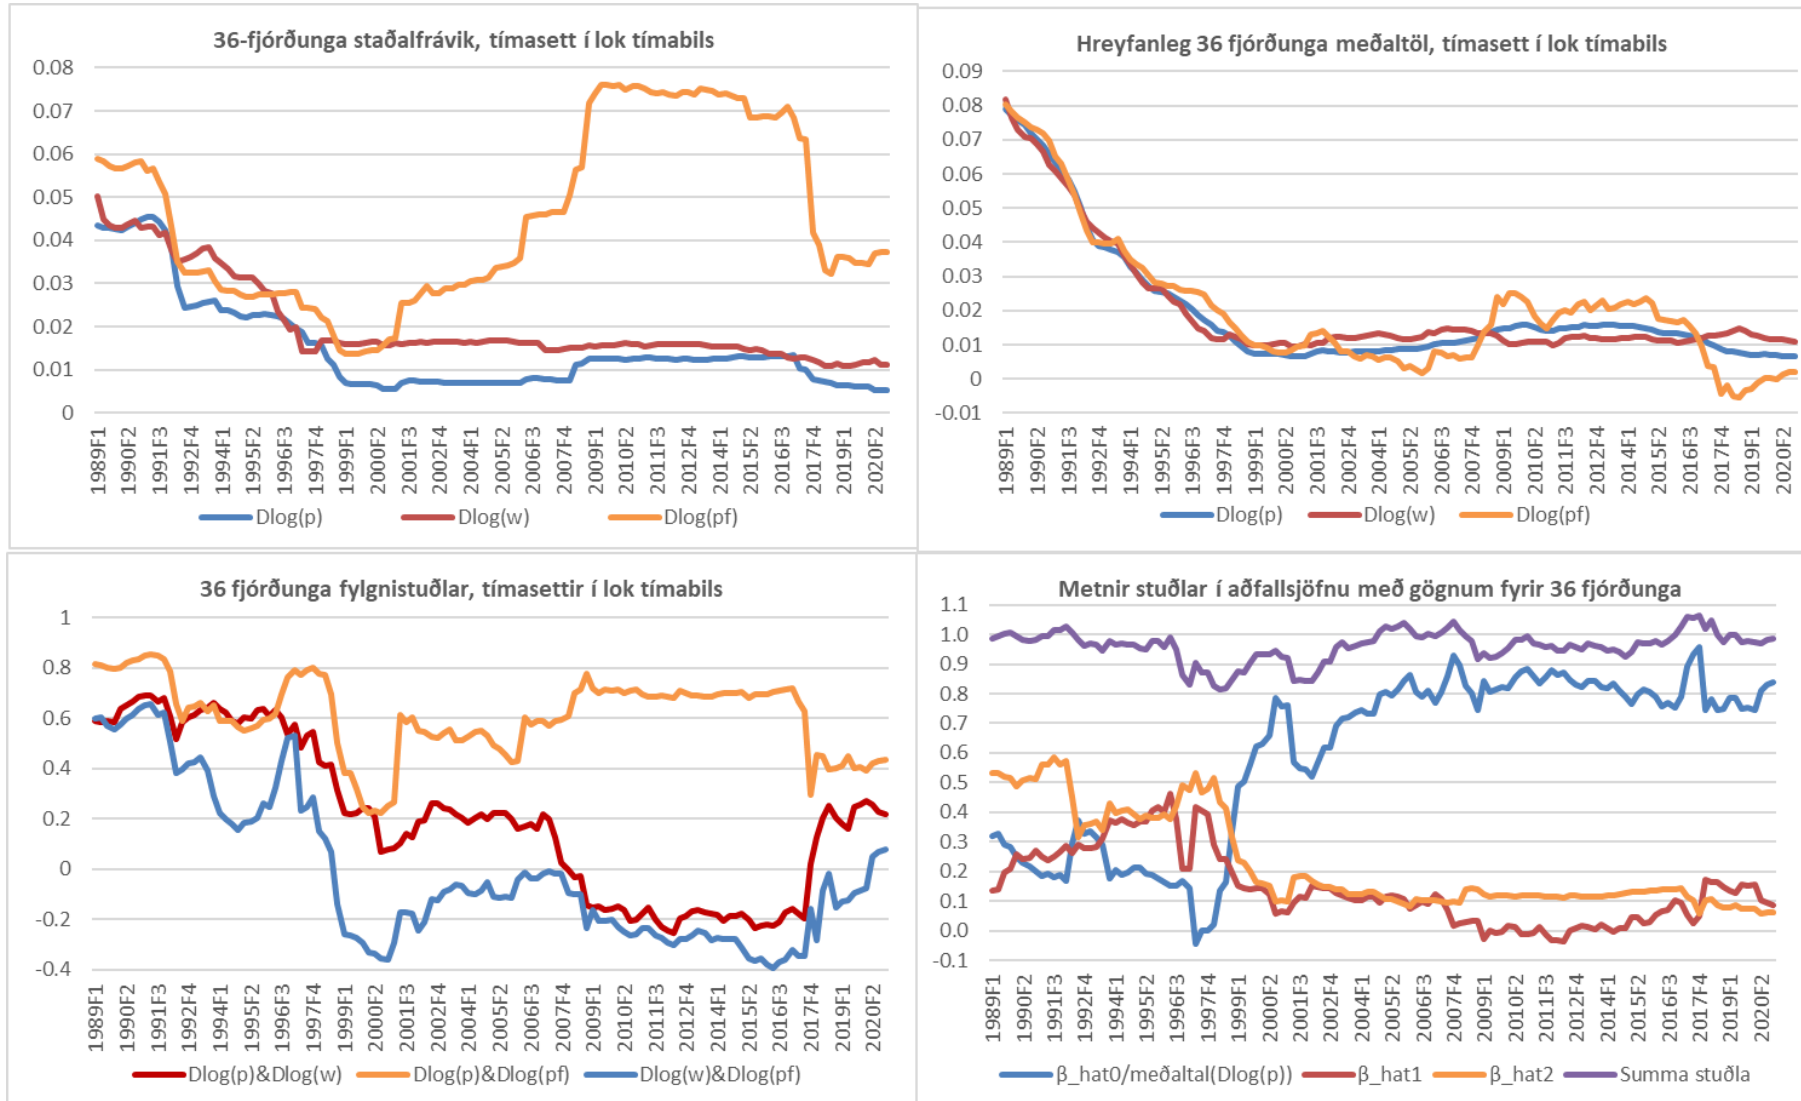 36-fjórðunga staðalfrávik, tímasett í lok tímabils
0.08
0.07
0.06
0.05
0.04
0.03
0.02
0.01
0
1989F1
1990F2
1991F3
1992F4
1994F1
1995F2
1996F3
1997F4
1999F1
2000F2
2001F3
2002F4
2004F1
2005F2
2006F3
2007F4
2009F1
2010F2
2011F3
2012F4
2014F1
2015F2
2016F3
2017F4
2019F1
2020F2
Dlog(p) Dlog(w) Dlog(pf)
Hreyfanleg 36 fjórðunga meðaltöl, tímasett í lok tímabils
0.09
0.08
0.07
0.06
0.05
0.04
0.03
0.02
0.01
0
-0.01
1989F1
1990F2
1991F3
1992F4
1994F1
1995F2
1996F3
1997F4
1999F1
2000F2
2001F3
2002F4
2004F1
2005F2
2006F3
2007F4
2009F1
2010F2
2011F3
2012F4
2014F1
2015F2
2016F3
2017F4
2019F1
2020F2
Dlog(p) Dlog(w) Dlog(pf)
36 fjórðunga fylgnistuðlar, tímasettir í lok tímabils
1
0.8
0.6
0.4
0.2
0
-0.2
-0.4
1989F1
1990F2
1991F3
1992F4
1994F1
1995F2
1996F3
1997F4
1999F1
2000F2
2001F3
2002F4
2004F1
2005F2
2006F3
2007F4
2009F1
2010F2
2011F3
2012F4
2014F1
2015F2
2016F3
2017F4
2019F1
2020F2
Dlog(p)&Dlog(w) Dlog(p)&Dlog(pf) Dlog(w)&Dlog(pf)
Metnir stuðlar í aðfallsjöfnu með gögnum fyrir 36 fjórðunga
1.1
1.0
0.9
0.8
0.7
0.6
0.5
0.4
0.3
0.2
0.1
0.0
-0.1
1989F1
1990F2
1991F3
1992F4
1994F1
1995F2
1996F3
1997F4
1999F1
2000F2
2001F3
2002F4
2004F1
2005F2
2006F3
2007F4
2009F1
2010F2
2011F3
2012F4
2014F1
2015F2
2016F3
2017F4
2019F1
2020F2
β_hat0/meðaltal(Dlog(p)) β_hat1 β_hat2 Summa stuðla